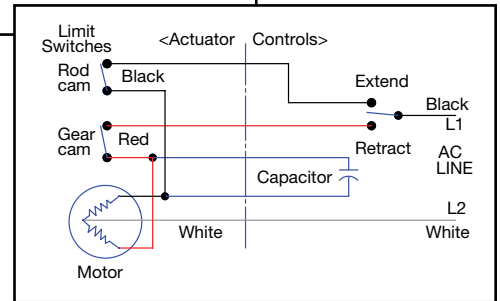 Limit
Switches
<Actuator
Controls>
Rod
cam
Black
Extend
Black
L1
Gear
cam
Red
Retract
AC
LINE
Capacitor
L2
White
White
Motor